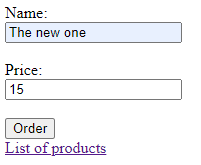 Name:
The new one
Price:
15
Order
List of products